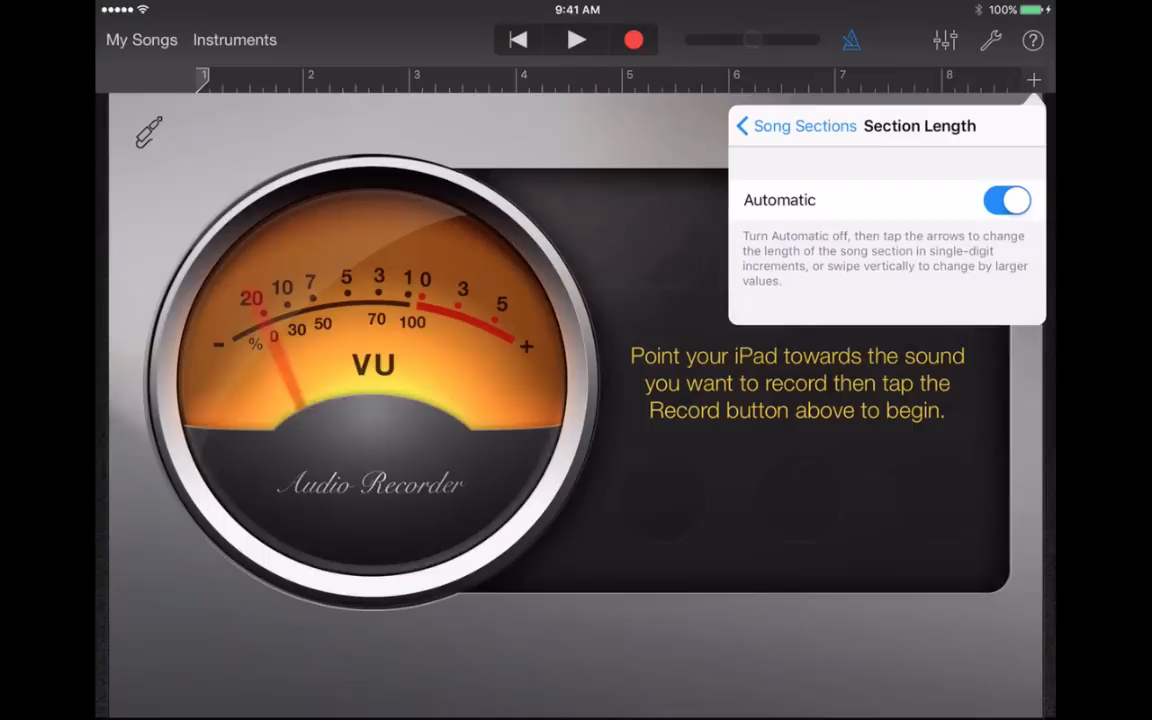 9:41 AM
100%
My Songs Instruments
1 2 3 4 5 6 7 8
Song Sections Section Length
Automatic
Turn Automatic off, then tap the arrows to change
the length of the song section in single-digit
increments, or swipe vertically to change by larger
values.
20 10 7 5 3 1 0 3 5
- % 0 30 50 70 100 +
VU
Audio Recorder
Point your iPad towards the sound
you want to record then tap the
Record button above to begin.